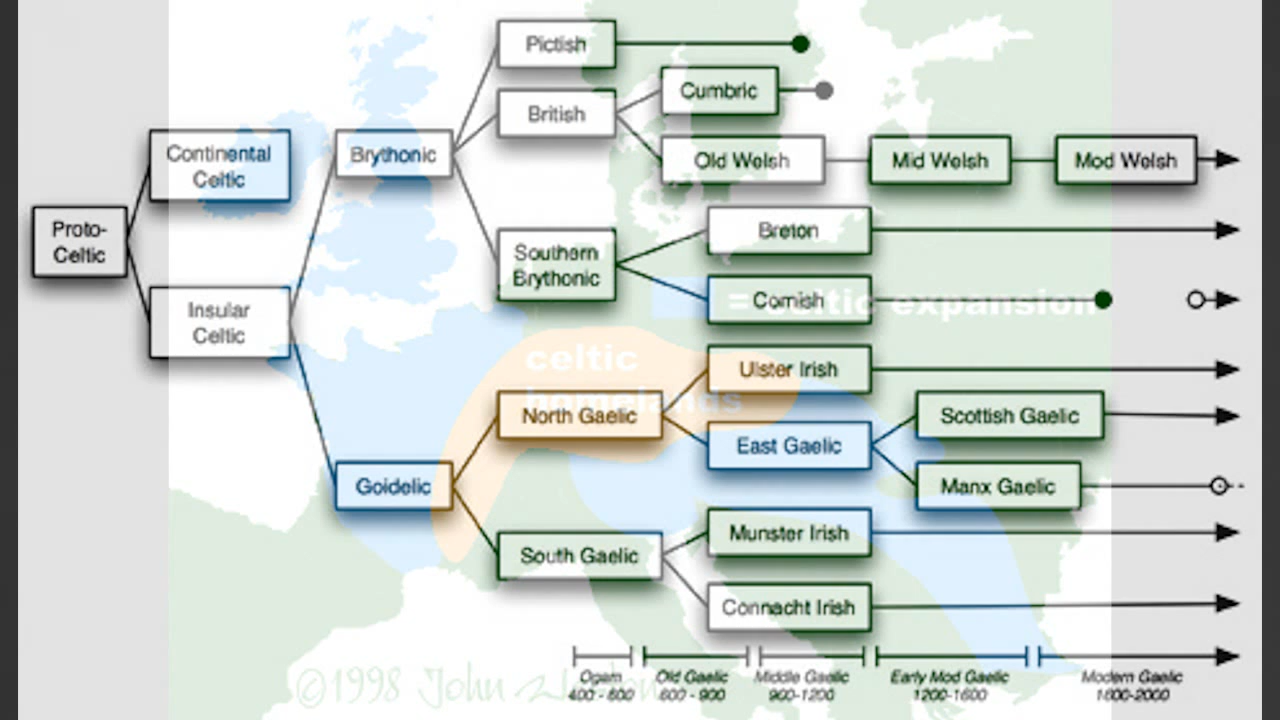 Pictish
Cumbric
British
Continental
Celtic
Brythonic
Old Welsh
Mid Welsh
Mod Welsh
Proto-
Celtic
Breton
Southern
Brythonic
Insular
Celtic
Cornish
= celtic expansion
celtic
homelands
Ulster Irish
North Gaelic
Scottish Gaelic
East Gaelic
Goidelic
Manx Gaelic
Munster Irish
South Gaelic
Connacht Irish
Ogam
400 - 600
Old Gaelic
600 - 900
Middle Gaelic
900-1200
Early Mod Gaelic
1200-1600
Modern Gaelic
1600-2000
©1998 John